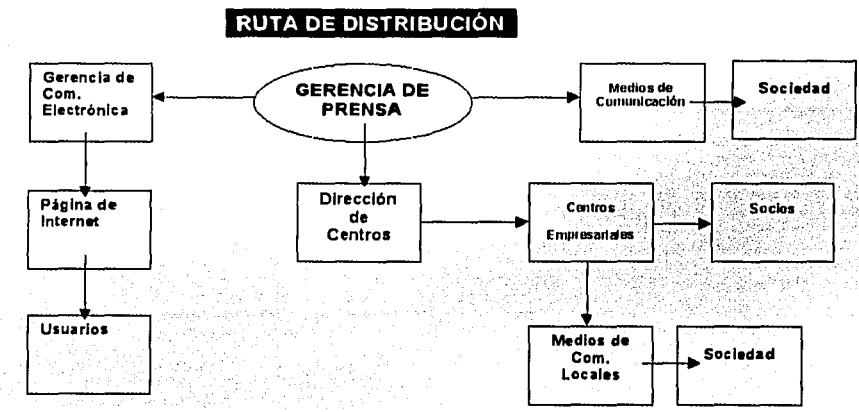 RUTA DE DISTRIBUCIÓN
Gerencia de
Com.
Electrónica
GERENCIA DE
PRENSA
Medios de
Comunicación
Sociedad
Página de
Internet
Dirección
de
Centros
Centros
Empresariales
Socios
Usuarios
Medios de
Com.
Locales
Sociedad